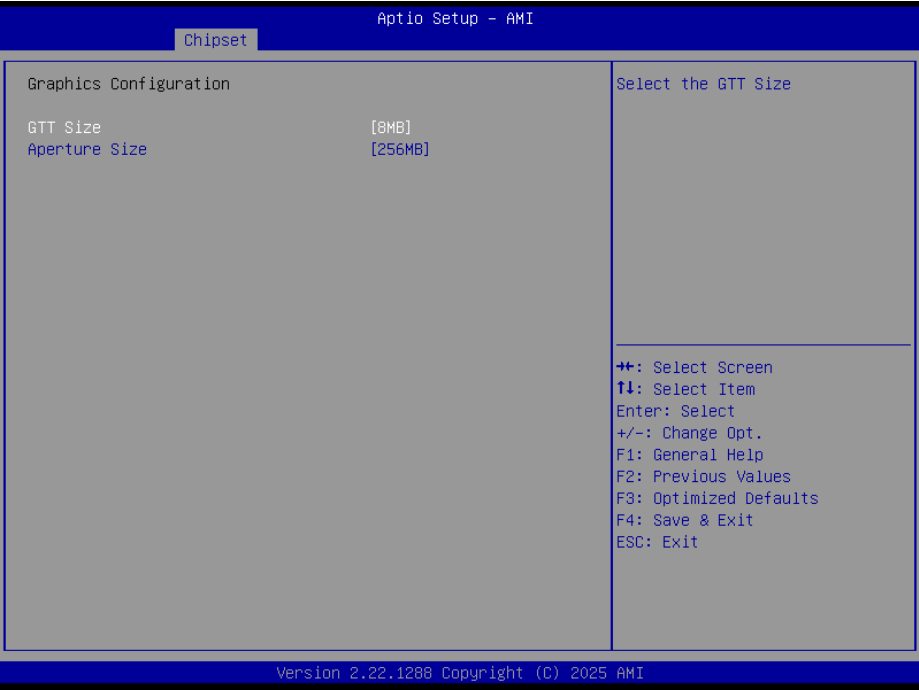 Aptio Setup – AMI
Chipset
Graphics Configuration
GTT Size [8MB]
Aperture Size [256MB]
Select the GTT Size
→←: Select Screen
↑↓: Select Item
Enter: Select
+/-: Change Opt.
F1: General Help
F2: Previous Values
F3: Optimized Defaults
F4: Save & Exit
ESC: Exit
Version 2.22.1288 Copyright (C) 2025 AMI